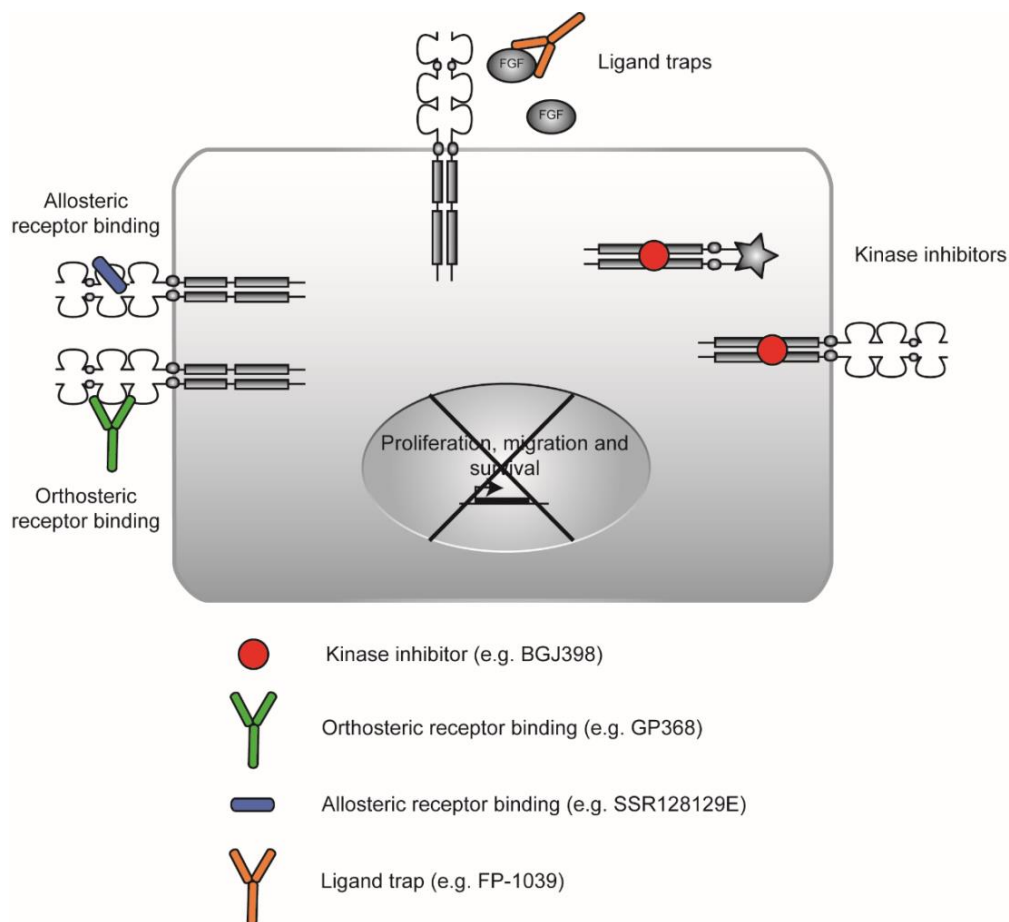 FGF
Ligand traps
FGF
Allosteric
receptor binding
Kinase inhibitors
Proliferation, migration and
survival
Orthosteric
receptor binding
Kinase inhibitor (e.g. BGJ398)
Orthosteric receptor binding (e.g. GP368)
Allosteric receptor binding (e.g. SSR128129E)
Ligand trap (e.g. FP-1039)